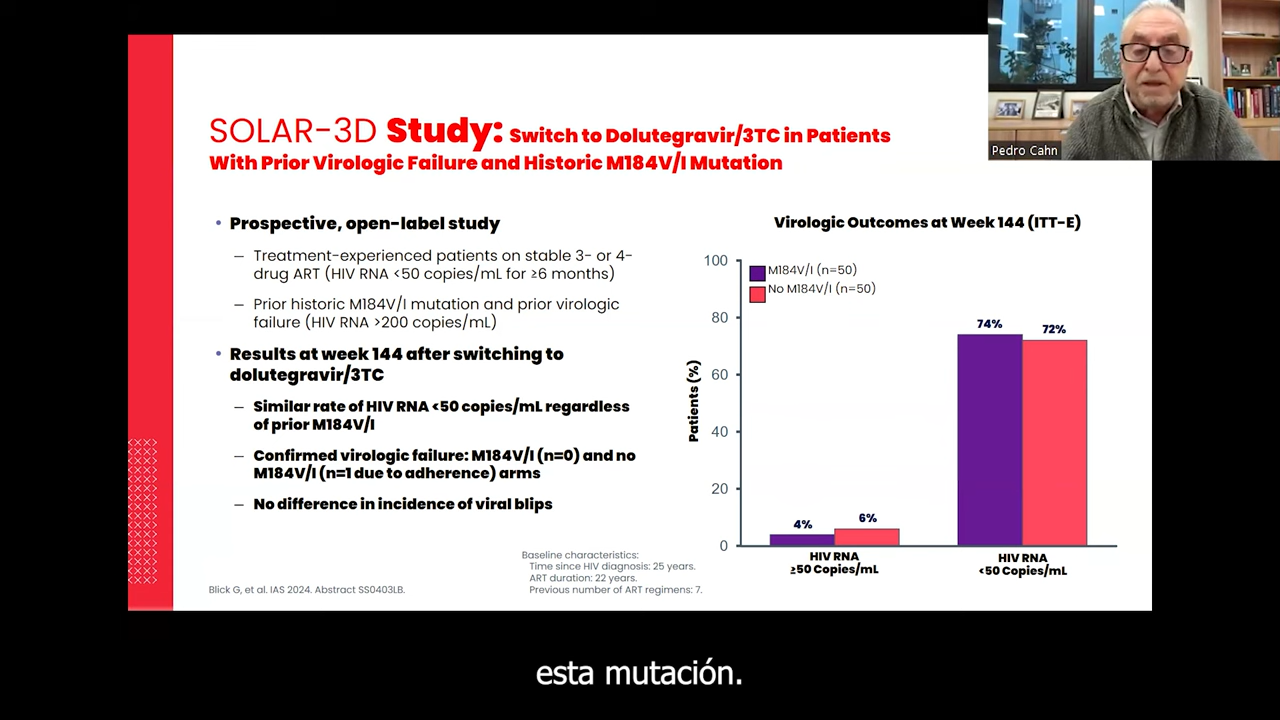 Pedro Cahn
SOLAR-3D Study: Switch to Dolutegravir/3TC in Patients
With Prior Virologic Failure and Historic M184V/I Mutation
• Prospective, open-label study
– Treatment-experienced patients on stable 3- or 4-
drug ART (HIV RNA <50 copies/mL for ≥6 months)
– Prior historic M184V/I mutation and prior virologic
failure (HIV RNA >200 copies/mL)
• Results at week 144 after switching to
dolutegravir/3TC
– Similar rate of HIV RNA <50 copies/mL regardless
of prior M184V/I
– Confirmed virologic failure: M184V/I (n=0) and no
M184V/I (n=1 due to adherence) arms
– No difference in incidence of viral blips
Baseline characteristics:
Time since HIV diagnosis: 25 years.
ART duration: 22 years.
Previous number of ART regimens: 7.
Blick G, et al. IAS 2024. Abstract SS0403LB.
Virologic Outcomes at Week 144 (ITT-E)
M184V/I (n=50)
No M184V/I (n=50)
Patients (%)
100
80
60
40
20
0
4%
6%
74%
72%
HIV RNA
≥50 Copies/mL
HIV RNA
<50 Copies/mL
esta mutación.